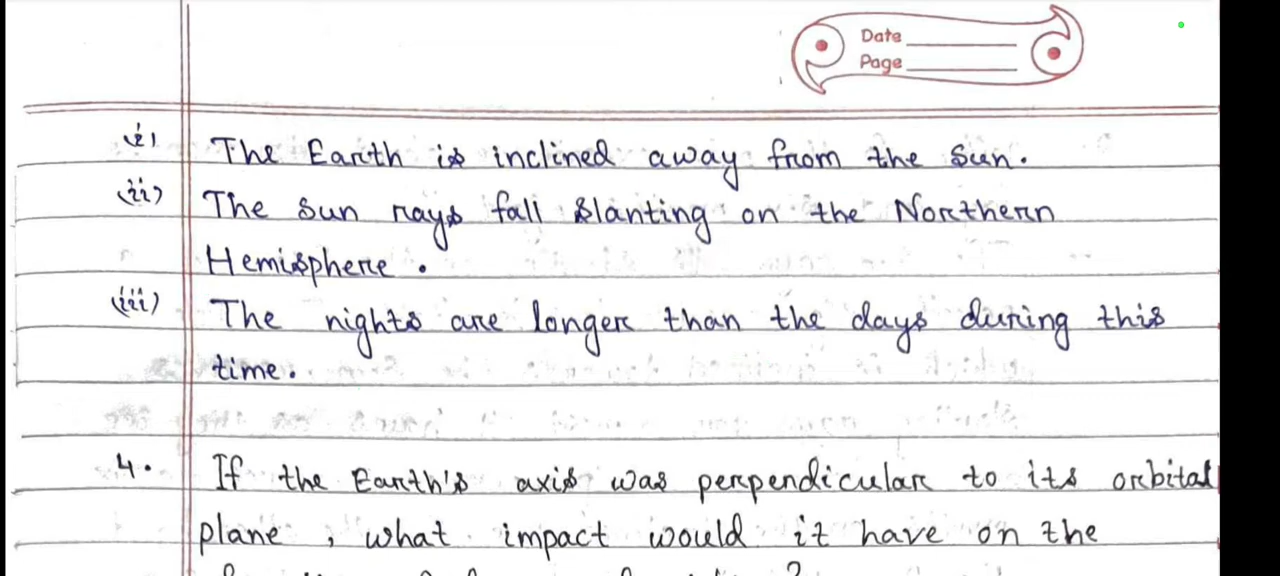 Date
Page
(i) The Earth is inclined away from the Sun.
(ii) The Sun rays fall slanting on the Northern
Hemisphere.
(iii) The nights are longer than the days during this
time.
4. If the Earth's axis was perpendicular to its orbital
plane, what impact would it have on the